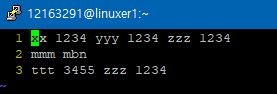 12163291@linuxer1:~
1 xx 1234 yyy 1234 zzz 1234
2 mmm mbn
3 ttt 3455 zzz 1234
~